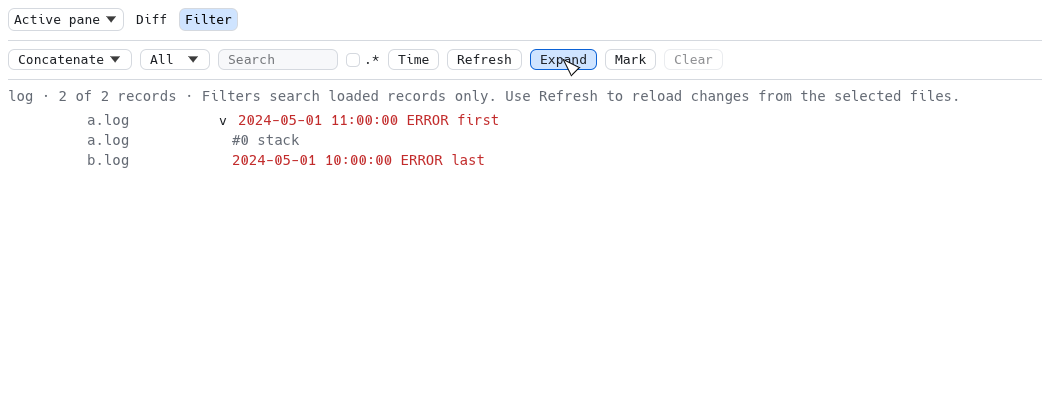 Active pane Diff Filter
Concatenate All Search .* Time Refresh Expand Mark Clear
log · 2 of 2 records · Filters search loaded records only. Use Refresh to reload changes from the selected files.
a.log v 2024-05-01 11:00:00 ERROR first
a.log #0 stack
b.log 2024-05-01 10:00:00 ERROR last